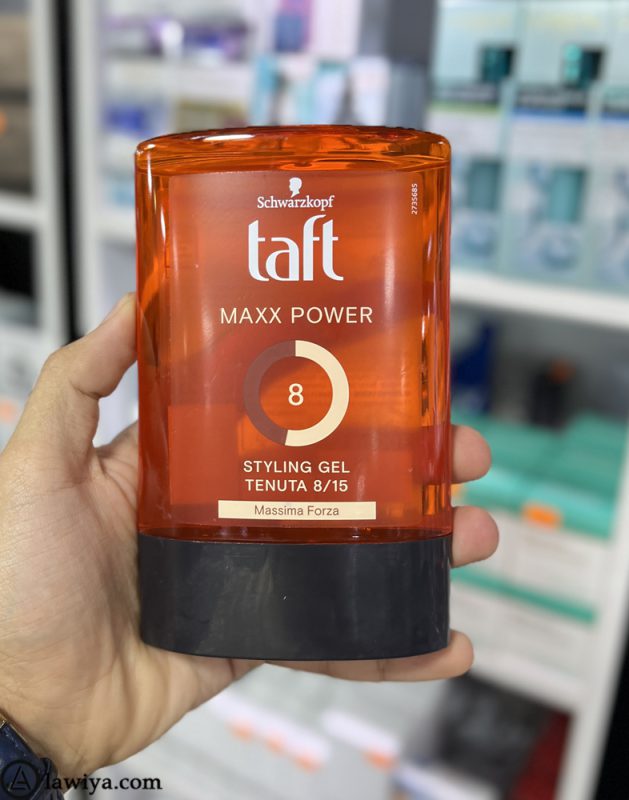 Schwarzkopf
taft
MAXX POWER
8
STYLING GEL
TENUTA 8/15
Massima Forza
2735685
lawiya.com